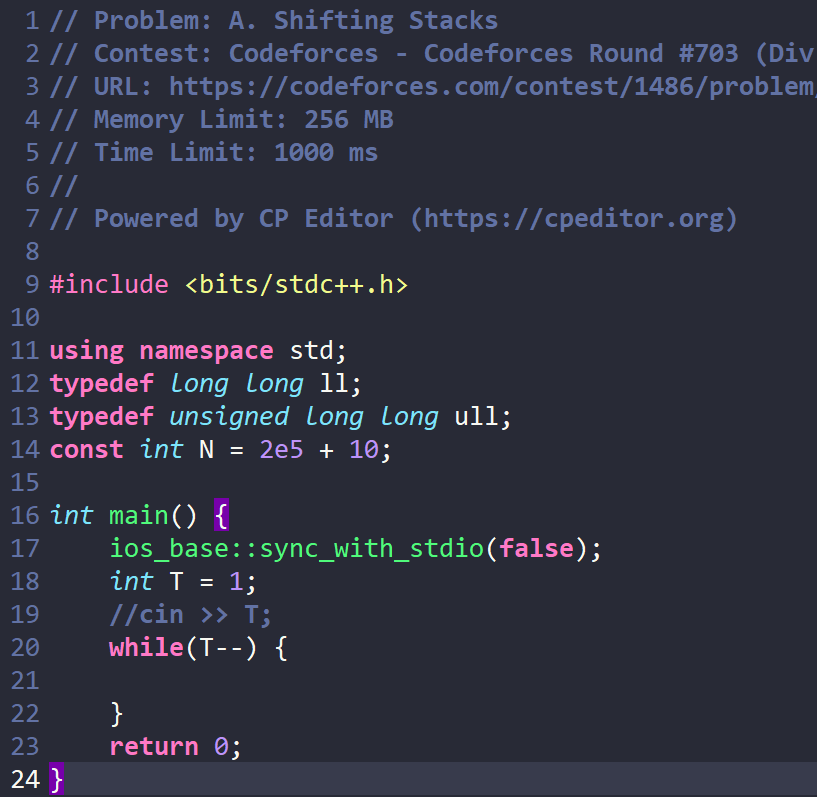 1 // Problem: A. Shifting Stacks
2 // Contest: Codeforces - Codeforces Round #703 (Div
3 // URL: https://codeforces.com/contest/1486/problem/
4 // Memory Limit: 256 MB
5 // Time Limit: 1000 ms
6 //
7 // Powered by CP Editor (https://cpeditor.org)
8
9 #include <bits/stdc++.h>
10
11 using namespace std;
12 typedef long long ll;
13 typedef unsigned long long ull;
14 const int N = 2e5 + 10;
15
16 int main() {
17     ios_base::sync_with_stdio(false);
18     int T = 1;
19     //cin >> T;
20     while(T--) {
21
22     }
23     return 0;
24 }